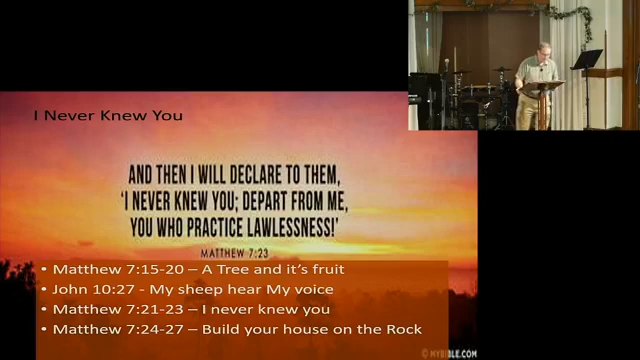 I Never Knew You
AND THEN I WILL DECLARE TO THEM,
'I NEVER KNEW YOU; DEPART FROM ME,
YOU WHO PRACTICE LAWLESSNESS!'
MATTHEW 7:23
• Matthew 7:15-20 – A Tree and it's fruit
• John 10:27 - My sheep hear My voice
• Matthew 7:21-23 – I never knew you
• Matthew 7:24-27 – Build your house on the Rock
© MYBIBLE.COM